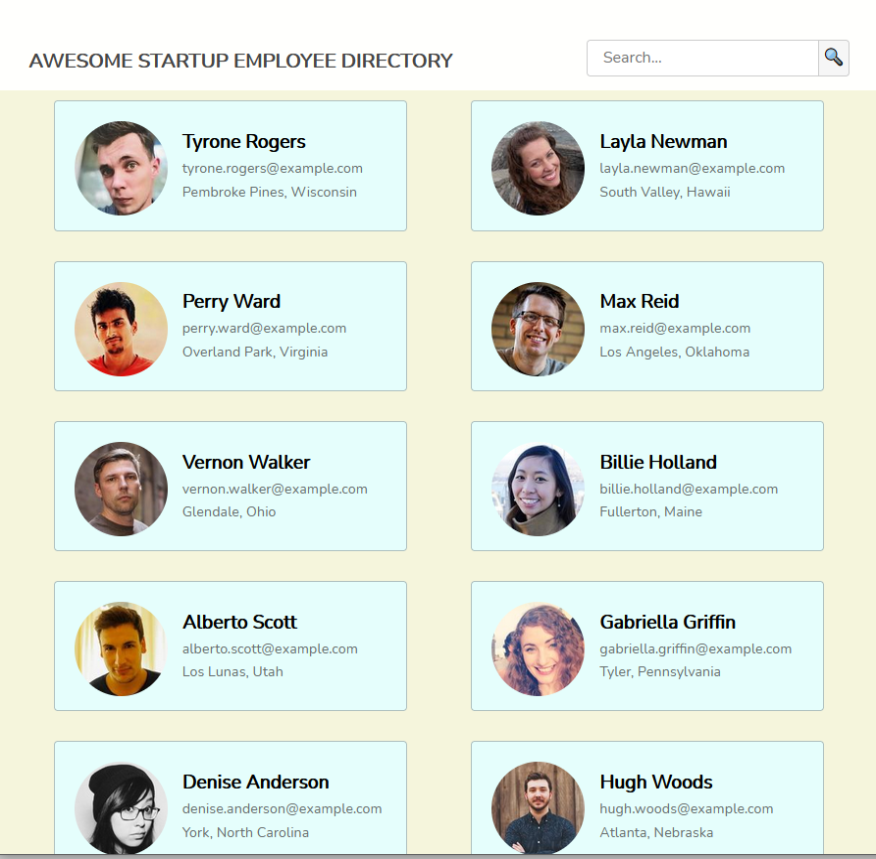 AWESOME STARTUP EMPLOYEE DIRECTORY
Search...
Tyrone Rogers
tyrone.rogers@example.com
Pembroke Pines, Wisconsin
Layla Newman
layla.newman@example.com
South Valley, Hawaii
Perry Ward
perry.ward@example.com
Overland Park, Virginia
Max Reid
max.reid@example.com
Los Angeles, Oklahoma
Vernon Walker
vernon.walker@example.com
Glendale, Ohio
Billie Holland
billie.holland@example.com
Fullerton, Maine
Alberto Scott
alberto.scott@example.com
Los Lunas, Utah
Gabriella Griffin
gabriella.griffin@example.com
Tyler, Pennsylvania
Denise Anderson
denise.anderson@example.com
York, North Carolina
Hugh Woods
hugh.woods@example.com
Atlanta, Nebraska